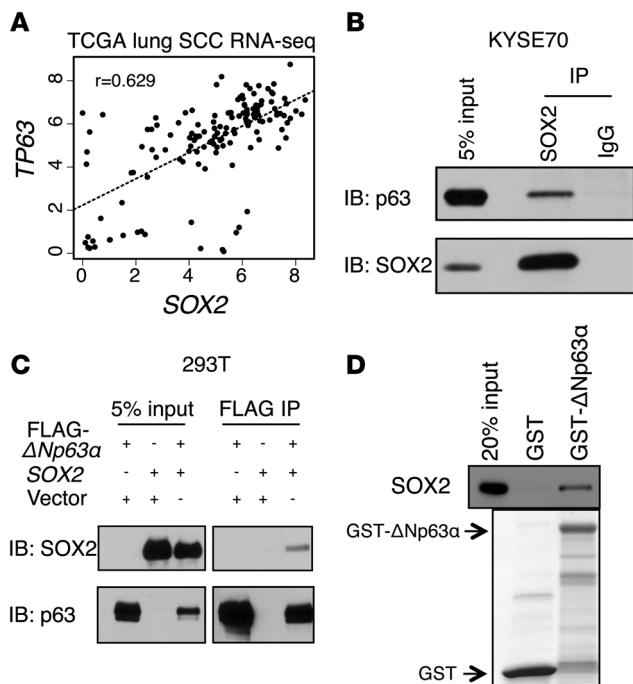 A
TCGA lung SCC RNA-seq
r=0.629
TP63
8
6
4
2
0
0 2 4 6 8
SOX2
B
KYSE70
IP
5% input
SOX2
IgG
IB: p63
IB: SOX2
C
293T
5% input FLAG IP
FLAG-
ΔNp63α + - + + - +
SOX2 - + + - + +
Vector + + - + + -
IB: SOX2
IB: p63
D
20% input
GST
GST-ΔNp63α
SOX2
GST-ΔNp63α
GST